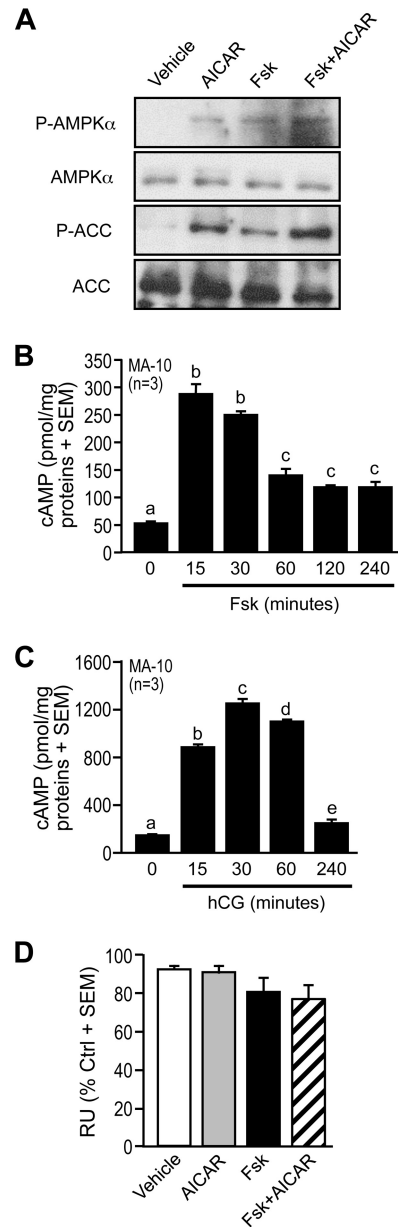 A
Vehicle
AICAR
Fsk
Fsk+AICAR
P-AMPKα
AMPKα
P-ACC
ACC
B
cAMP (pmol/mg
proteins + SEM)
350
300
250
200
150
100
50
0
MA-10
(n=3)
a
b
b
c
c
c
0
15
30
60
120
240
Fsk (minutes)
C
cAMP (pmol/mg
proteins + SEM)
1600
1200
800
400
0
MA-10
(n=3)
a
b
c
d
e
0
15
30
60
240
hCG (minutes)
D
RU (% Ctrl + SEM)
100
80
60
40
20
0
Vehicle
AICAR
Fsk
Fsk+AICAR